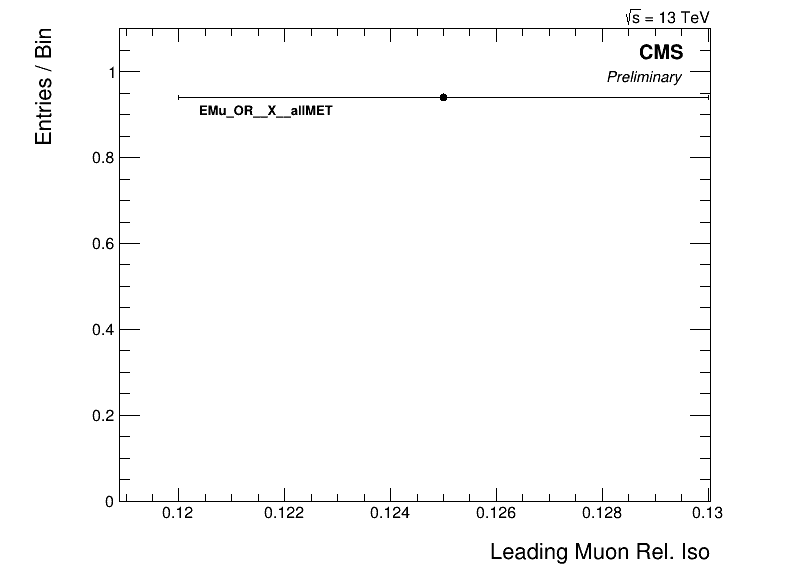 √s = 13 TeV
CMS
Preliminary
Entries / Bin
EMu_OR__X__allMET
1
0.8
0.6
0.4
0.2
0
0.12 0.122 0.124 0.126 0.128 0.13
Leading Muon Rel. Iso